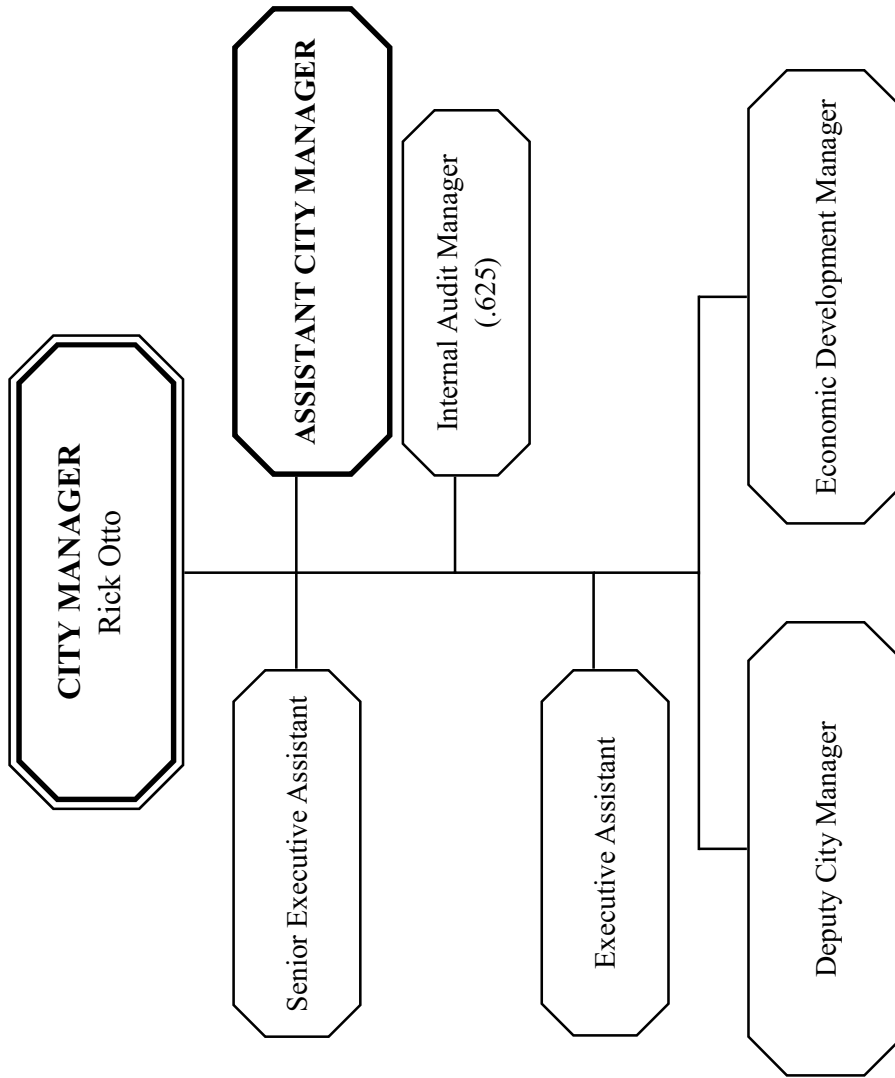 CITY MANAGER
Rick Otto
Senior Executive Assistant
ASSISTANT CITY MANAGER
Internal Audit Manager
(.625)
Executive Assistant
Deputy City Manager
Economic Development Manager